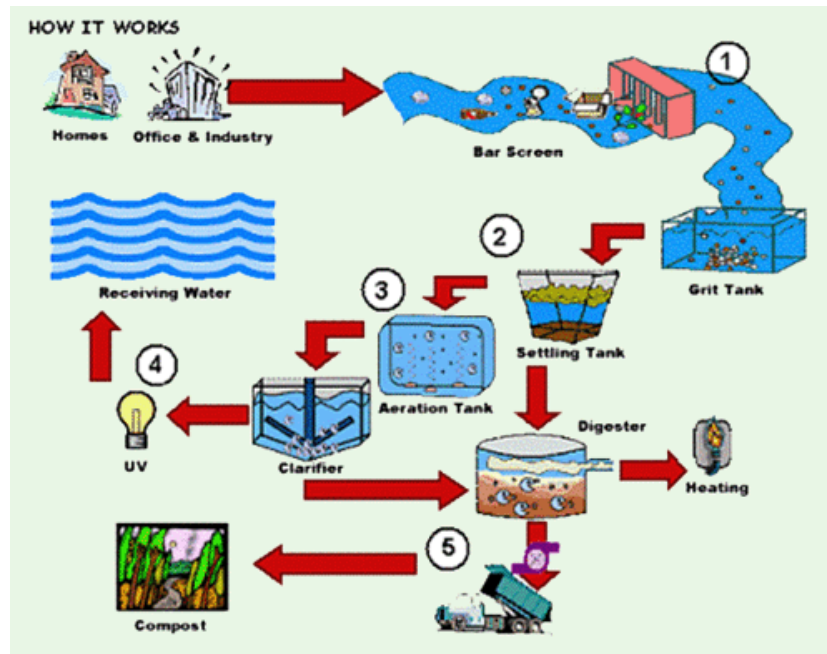 HOW IT WORKS
1
Homes
Office & Industry
Bar Screen
2
Grit Tank
Receiving Water
3
Settling Tank
4
Aeration Tank
Digester
UV
Clarifier
Heating
5
Compost